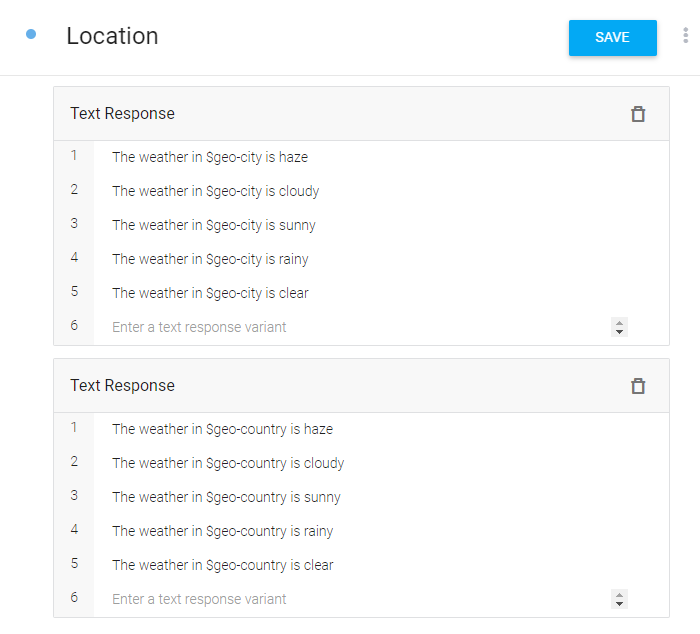 Location
SAVE
Text Response
1 The weather in $geo-city is haze
2 The weather in $geo-city is cloudy
3 The weather in $geo-city is sunny
4 The weather in $geo-city is rainy
5 The weather in $geo-city is clear
6 Enter a text response variant
Text Response
1 The weather in $geo-country is haze
2 The weather in $geo-country is cloudy
3 The weather in $geo-country is sunny
4 The weather in $geo-country is rainy
5 The weather in $geo-country is clear
6 Enter a text response variant